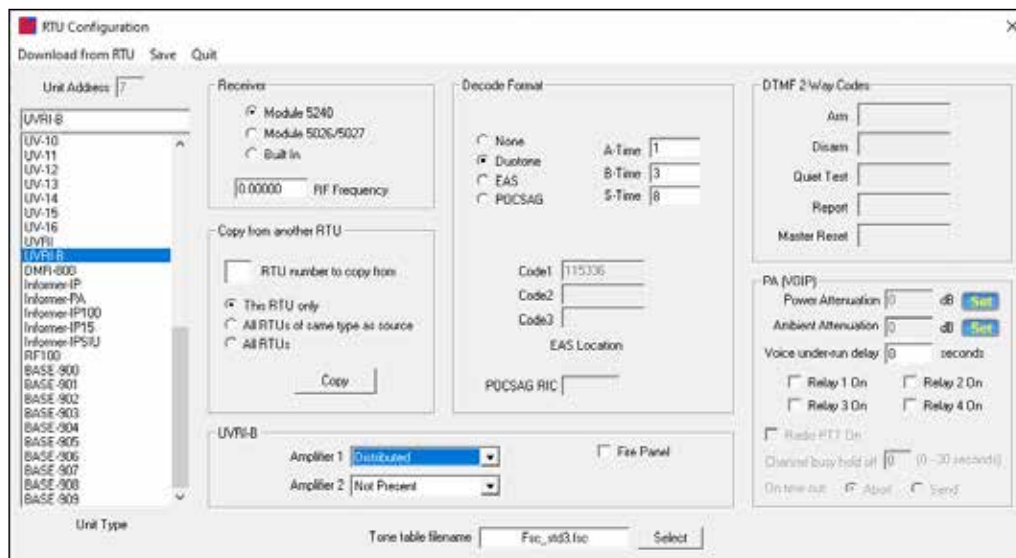 RTU Configuration
Download from RTU Save Quit
Unit Address 7
UVRI-B
UV-10
UV-11
UV-12
UV-13
UV-14
UV-15
UV-16
UVRI
UVRI-B
DMRI-800
Informer-IP
Informer-PA
Informer-IP100
Informer-IP15
Informer-IPSIU
RF100
BASE-900
BASE-901
BASE-902
BASE-903
BASE-904
BASE-905
BASE-906
BASE-907
BASE-908
BASE-909
Unit Type
Receiver
Module 5240
Module 5026/5027
Built In
0.00000 RF Frequency
Copy from another RTU
RTU number to copy from
This RTU only
All RTUs of same type as source
All RTUs
Copy
Decode Format
None
Duotone
EAS
POCSAG
A-Time 1
B-Time 3
S-Time 8
Code1 115336
Code2
Code3
EAS Location
POCSAG RIC
UVRI-B
Amplifier 1 Distributed
Amplifier 2 Not Present
Fire Panel
Tone table filename Fsc_std3.fsc Select
DTMF 2-Way Codes
Arm
Disarm
Quiet Test
Report
Master Reset
PA (VOIP)
Power Attenuation 0 dB Set
Ambient Attenuation 0 dB Set
Voice under-run delay 0 seconds
Relay 1 On Relay 2 On
Relay 3 On Relay 4 On
Radio PTT On
Channel busy hold off 0 (0 - 30 seconds)
On time out: Abort Send